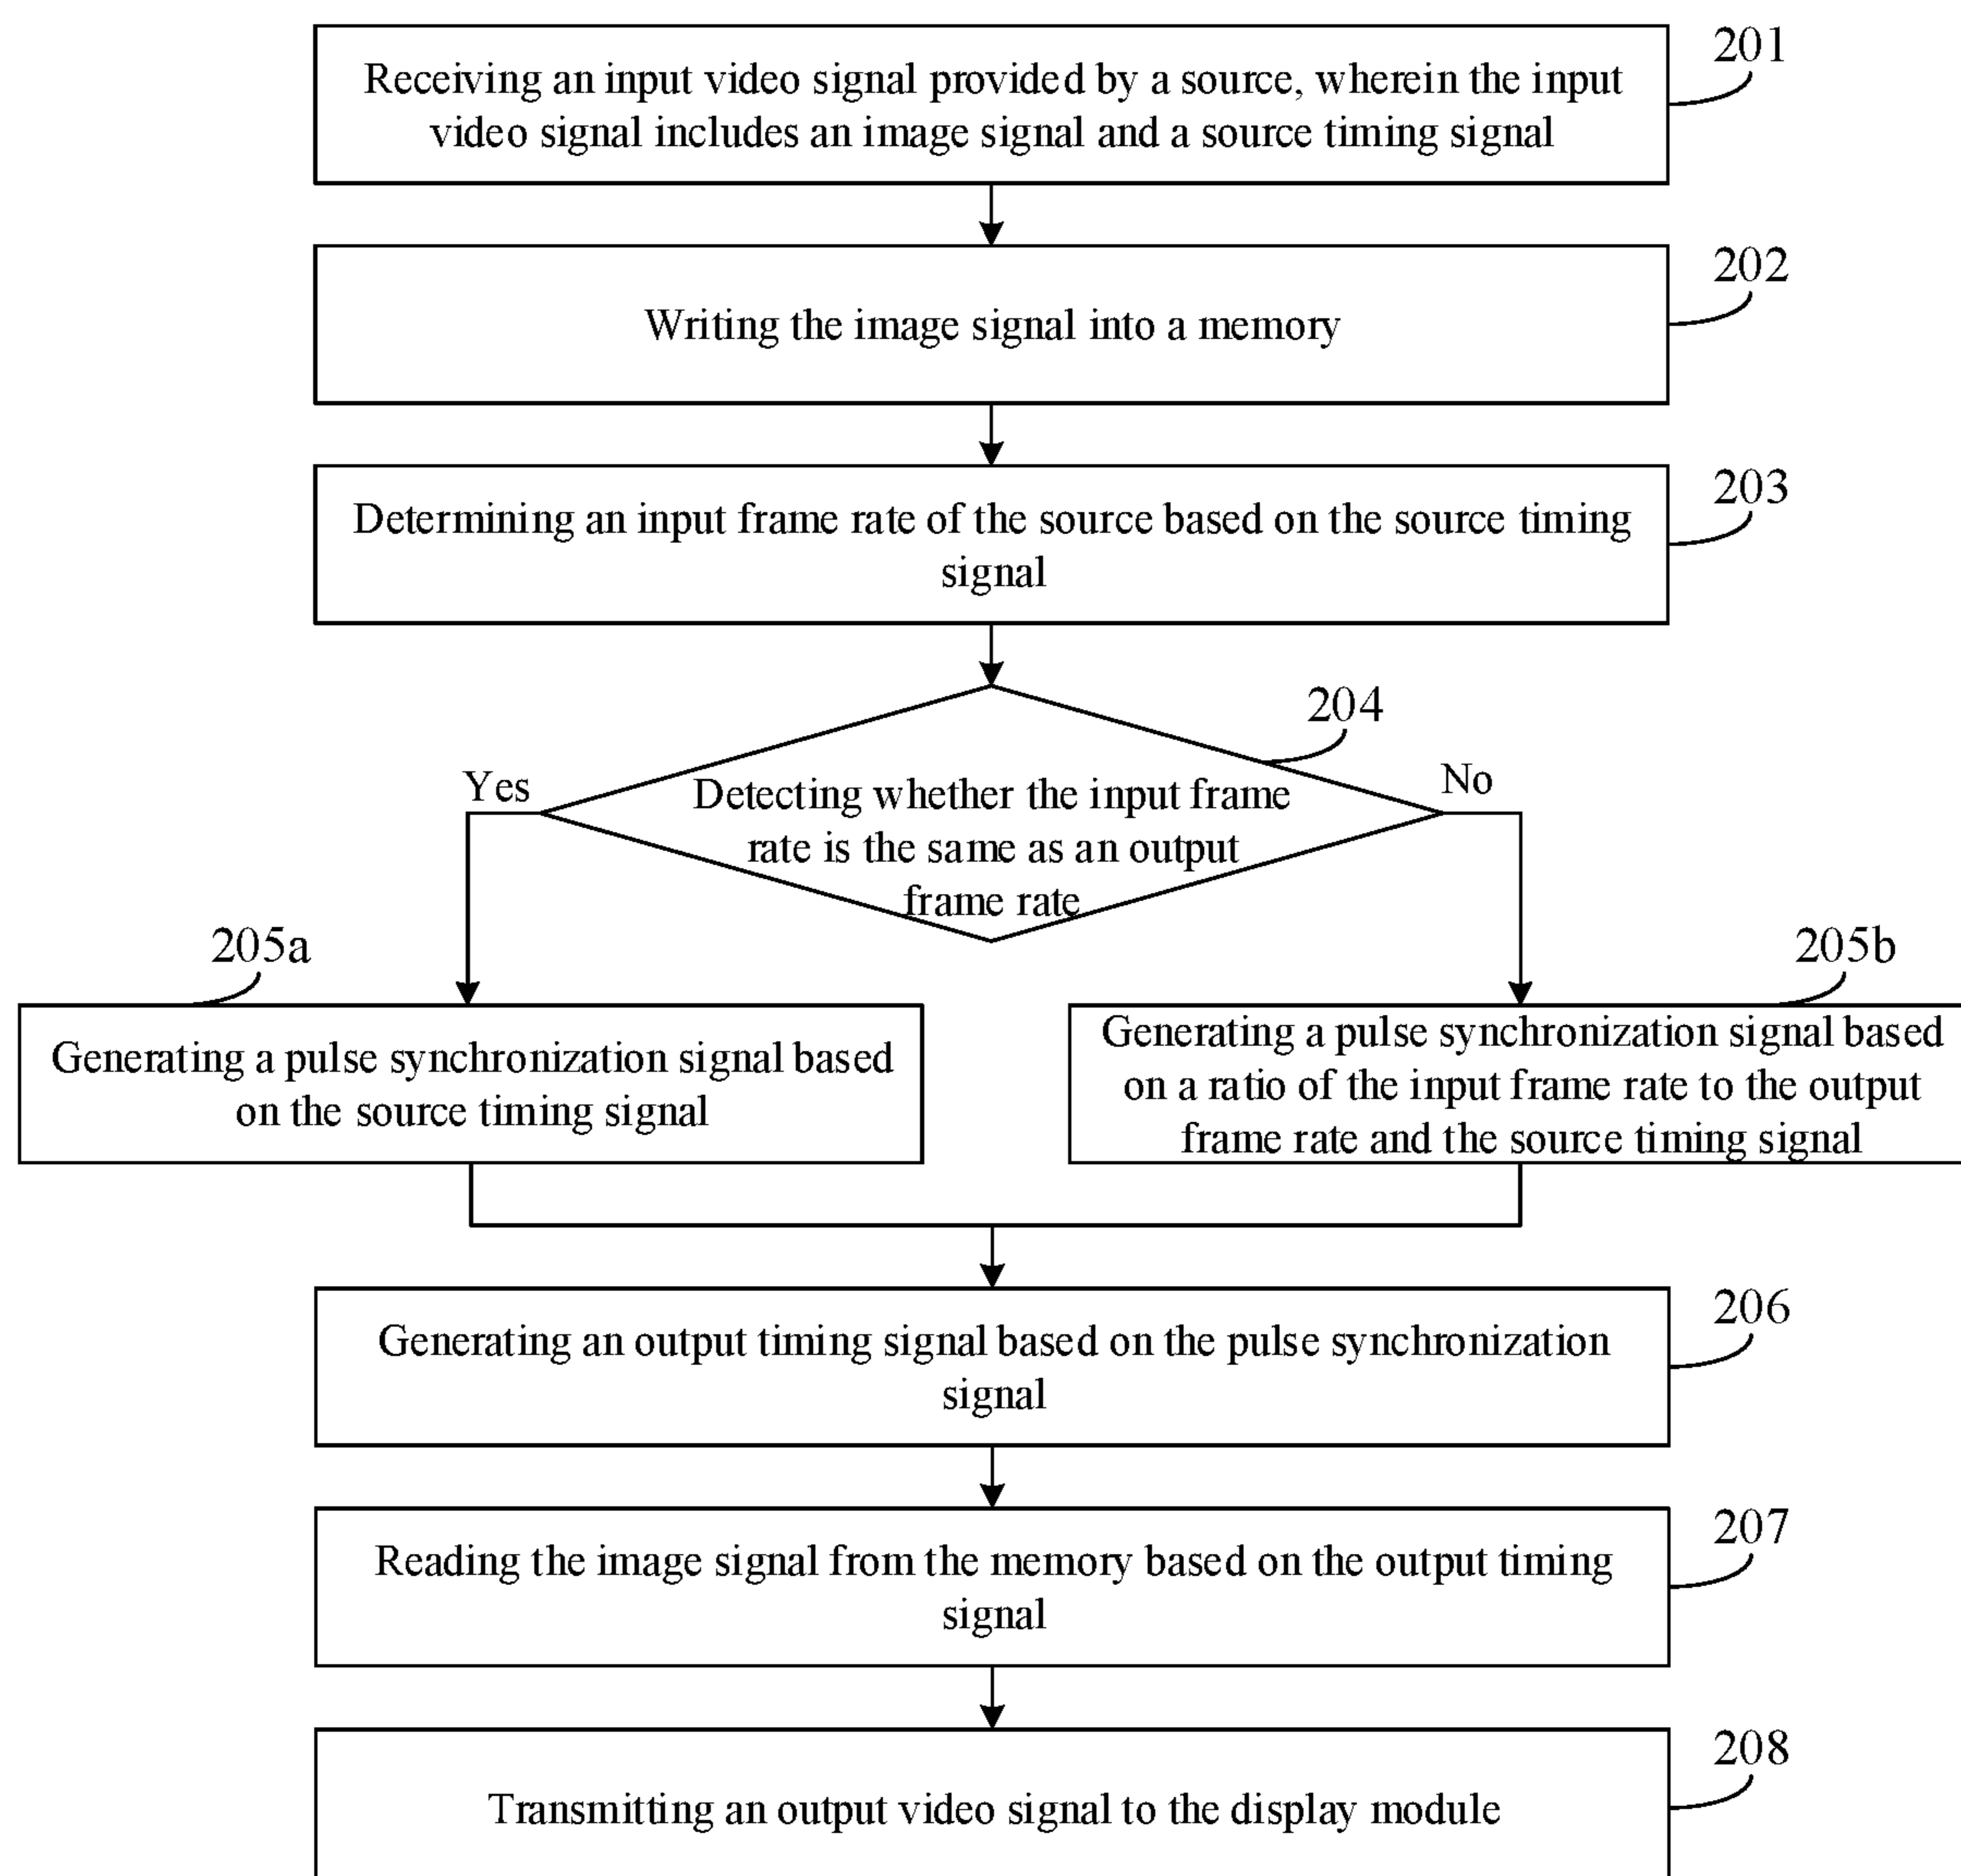 201
Receiving an input video signal provided by a source, wherein the input
video signal includes an image signal and a source timing signal
202
Writing the image signal into a memory
203
Determining an input frame rate of the source based on the source timing
signal
204
Yes
No
Detecting whether the input frame
rate is the same as an output
frame rate
205a
205b
Generating a pulse synchronization signal based
on the source timing signal
Generating a pulse synchronization signal based
on a ratio of the input frame rate to the output
frame rate and the source timing signal
206
Generating an output timing signal based on the pulse synchronization
signal
207
Reading the image signal from the memory based on the output timing
signal
208
Transmitting an output video signal to the display module